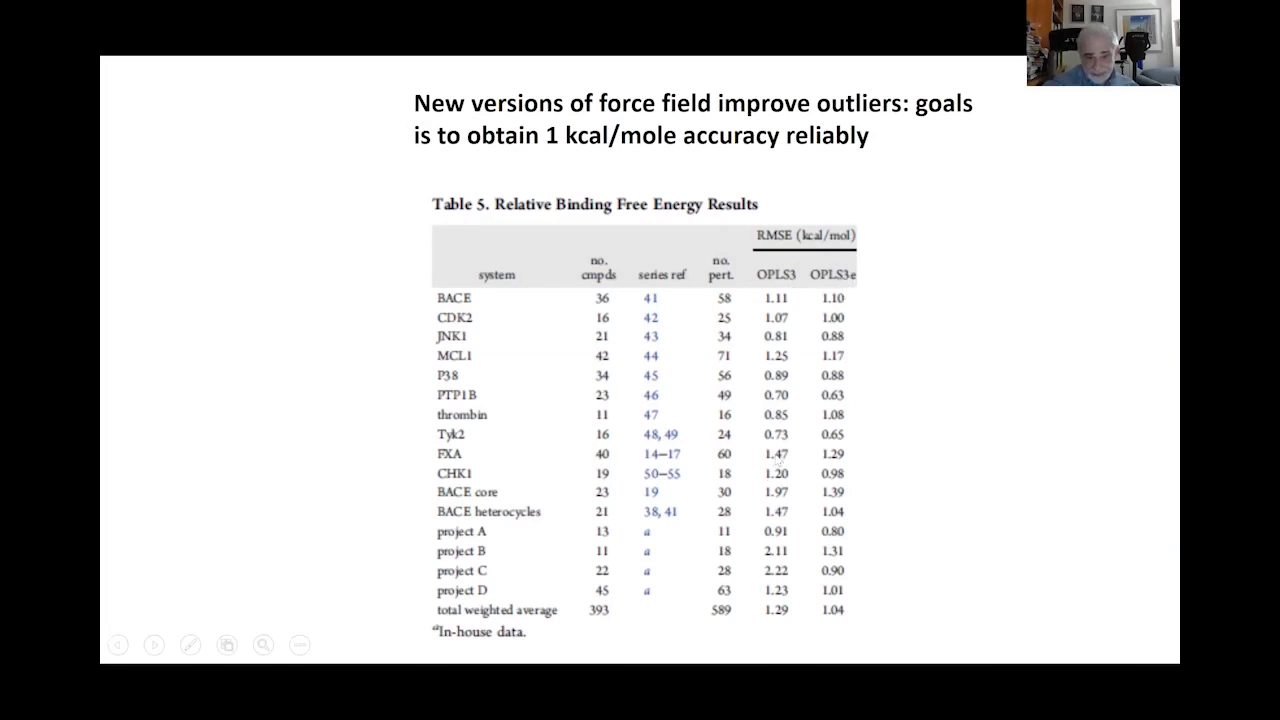 New versions of force field improve outliers: goals
is to obtain 1 kcal/mole accuracy reliably
Table 5. Relative Binding Free Energy Results
RMSE (kcal/mol)
system no. cmpds series ref no. pert. OPLS3 OPLS3e
BACE 36 41 58 1.11 1.10
CDK2 16 42 25 1.07 1.00
JNK1 21 43 34 0.81 0.88
MCL1 42 44 71 1.25 1.17
P38 34 45 56 0.89 0.88
PTP1B 23 46 49 0.70 0.63
thrombin 11 47 16 0.85 1.08
Tyk2 16 48, 49 24 0.73 0.65
FXA 40 14–17 60 1.47 1.29
CHK1 19 50–55 18 1.20 0.98
BACE core 23 19 30 1.97 1.39
BACE heterocycles 21 38, 41 28 1.47 1.04
project A 13 a 11 0.91 0.80
project B 11 a 18 2.11 1.31
project C 22 a 28 2.22 0.90
project D 45 a 63 1.23 1.01
total weighted average 393 589 1.29 1.04
aIn-house data.